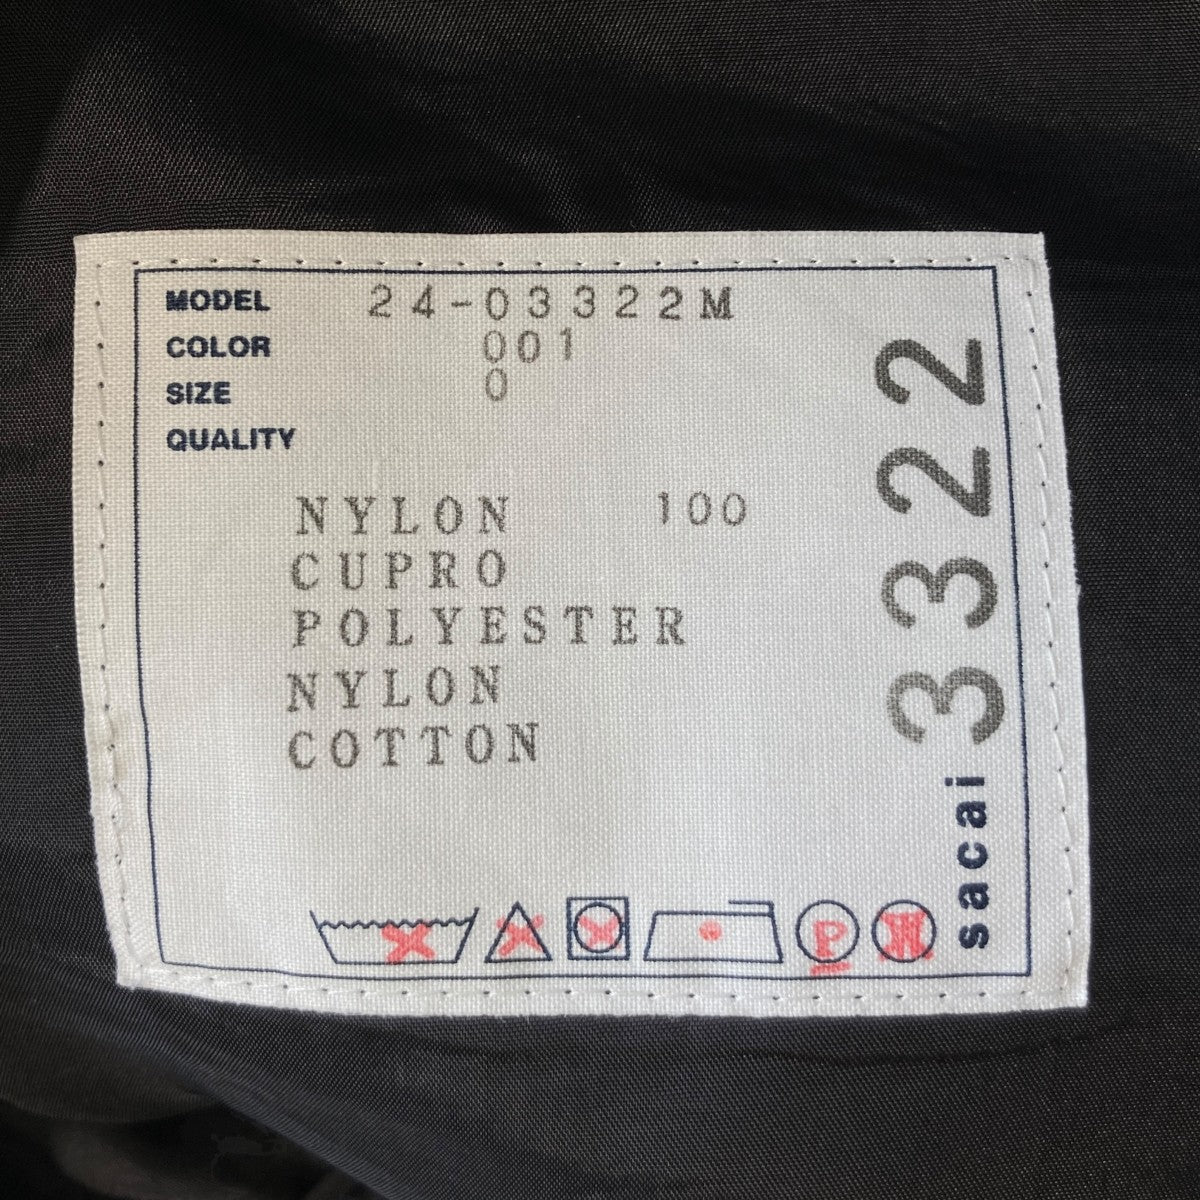 MODEL 24-03322M
COLOR 001
SIZE 0
QUALITY
NYLON 100
CUPRO
POLYESTER
NYLON
COTTON
sacai 3322
P